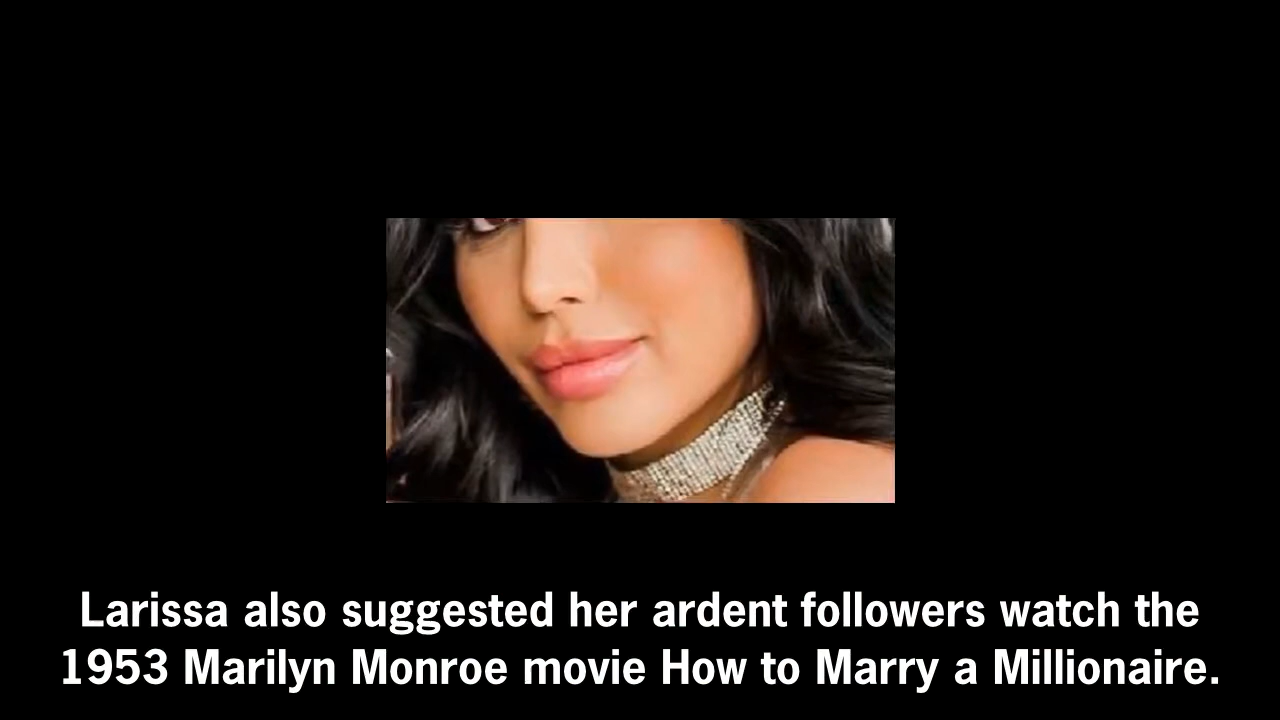 Larissa also suggested her ardent followers watch the
1953 Marilyn Monroe movie How to Marry a Millionaire.